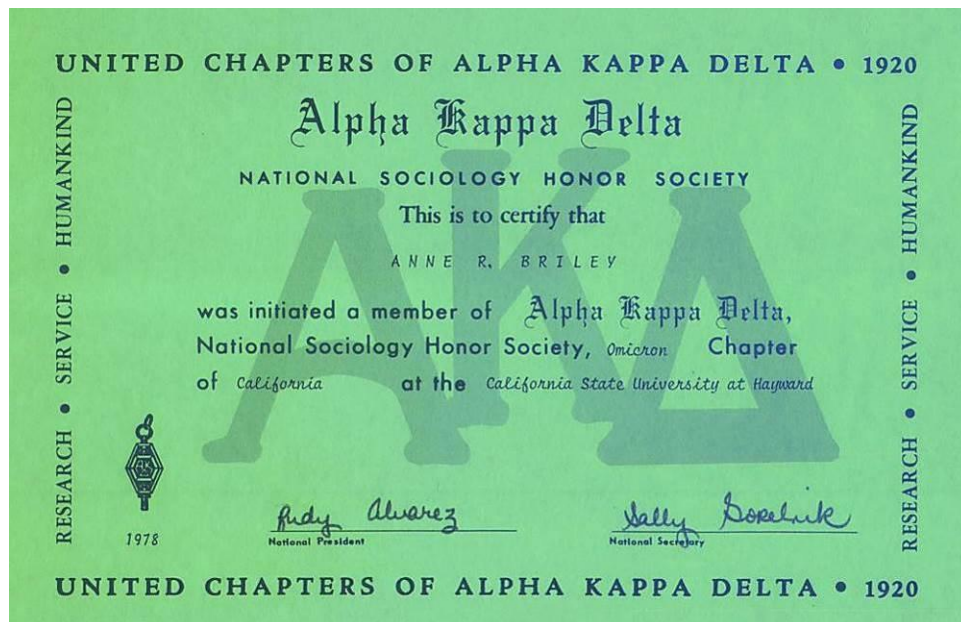 UNITED CHAPTERS OF ALPHA KAPPA DELTA • 1920
RESEARCH • SERVICE • HUMANKIND
Alpha Kappa Delta
NATIONAL SOCIOLOGY HONOR SOCIETY
This is to certify that
ANNE R. BRILEY
was initiated a member of Alpha Kappa Delta,
National Sociology Honor Society, Omicron Chapter
of California at the California State University at Hayward
ΑΚΔ
1978
Rudy Alvarez
National President
Sally Gorelnik
National Secretary
RESEARCH • SERVICE • HUMANKIND
UNITED CHAPTERS OF ALPHA KAPPA DELTA • 1920